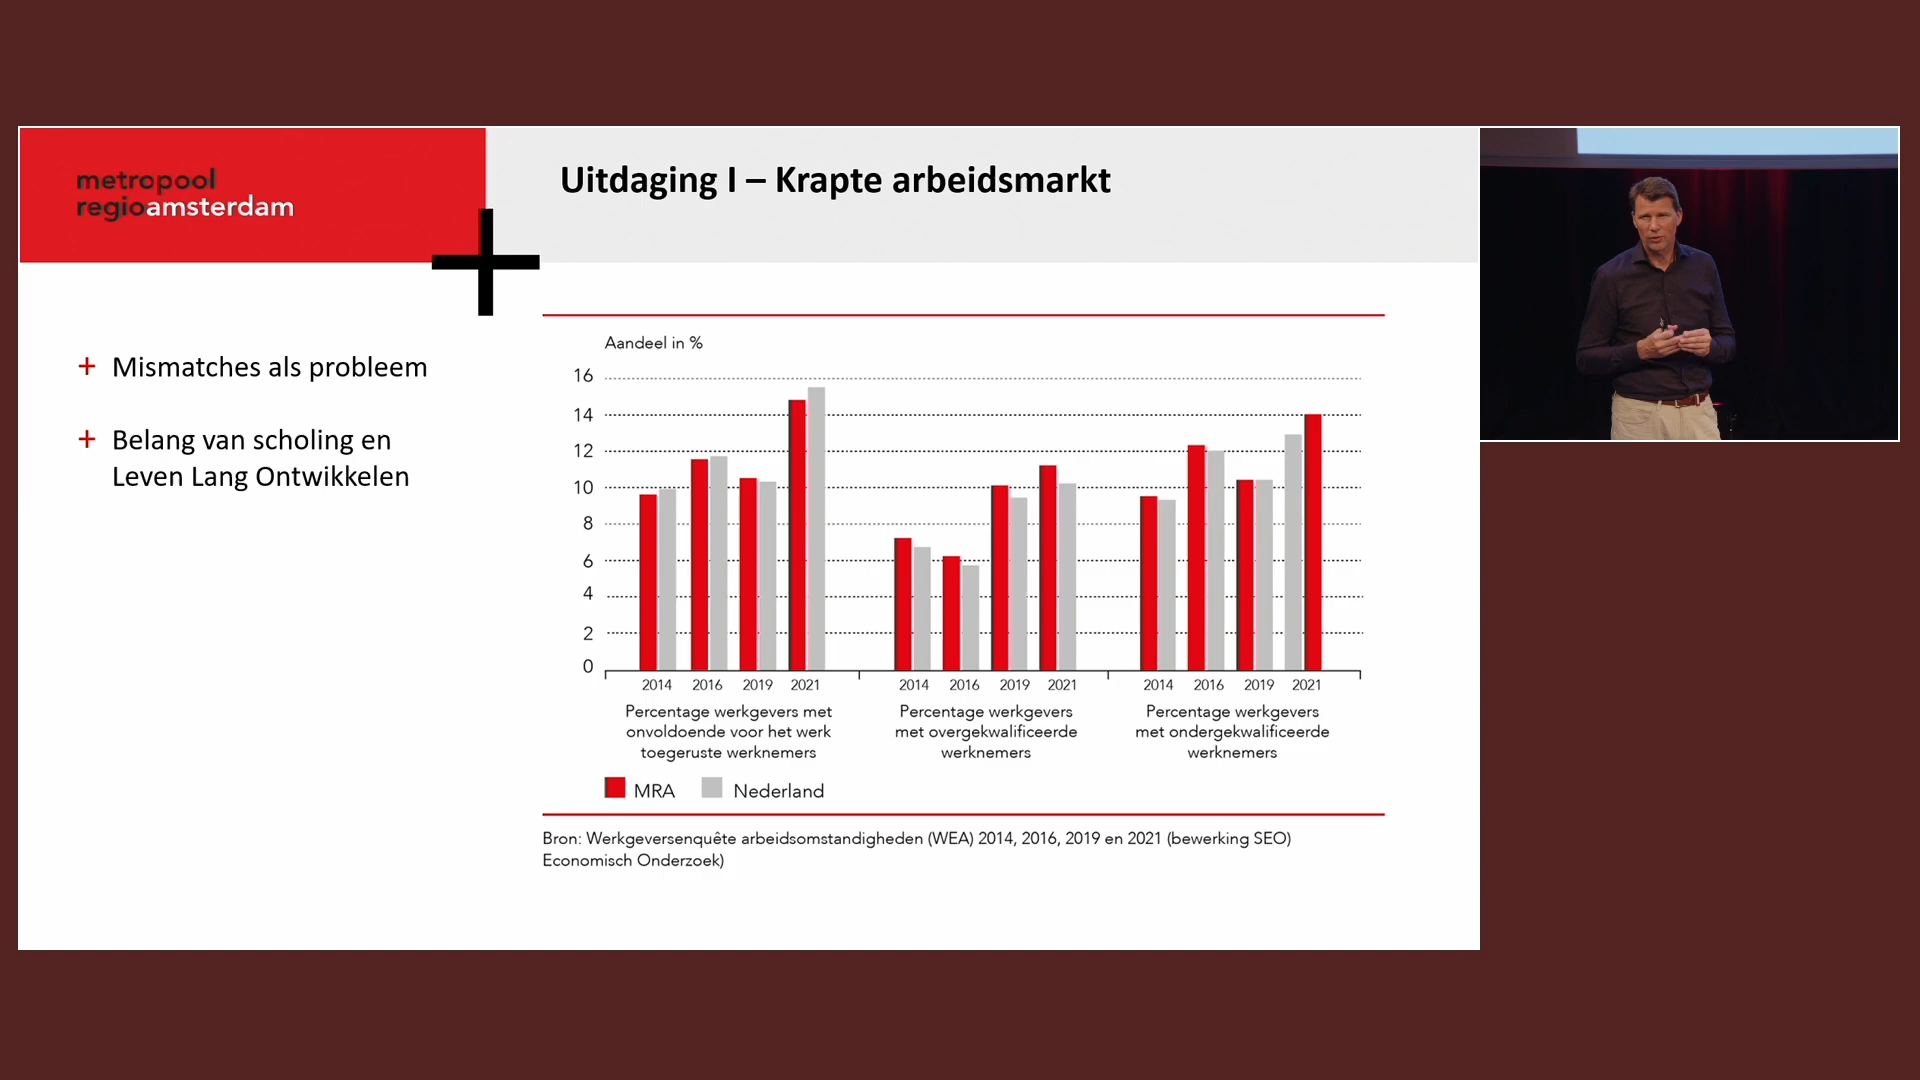 metropool
regioamsterdam
Uitdaging I – Krapte arbeidsmarkt
+ Mismatches als probleem
+ Belang van scholing en
Leven Lang Ontwikkelen
Aandeel in %
16
14
12
10
8
6
4
2
0
2014 2016 2019 2021 2014 2016 2019 2021 2014 2016 2019 2021
Percentage werkgevers met
onvoldoende voor het werk
toegeruste werknemers
Percentage werkgevers
met overgekwalificeerde
werknemers
Percentage werkgevers
met ondergekwalificeerde
werknemers
MRA Nederland
Bron: Werkgeversenquête arbeidsomstandigheden (WEA) 2014, 2016, 2019 en 2021 (bewerking SEO)
Economisch Onderzoek)